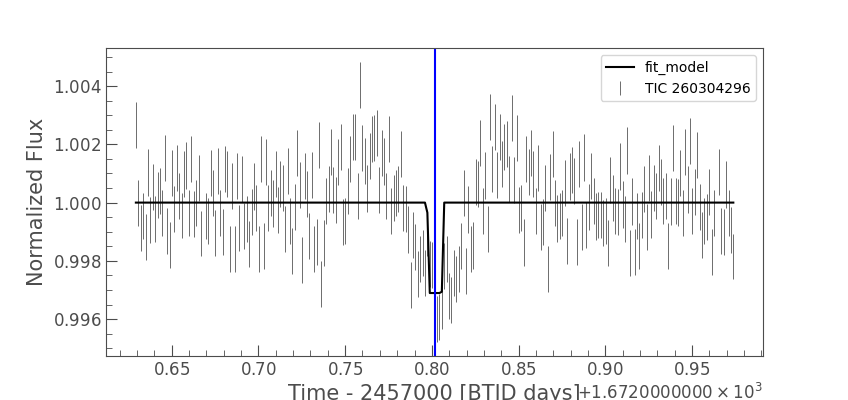 fit_model
TIC 260304296
Normalized Flux
1.004
1.002
1.000
0.998
0.996
0.65 0.70 0.75 0.80 0.85 0.90 0.95
Time - 2457000 [BTJD days] +1.6720000000 × 10³